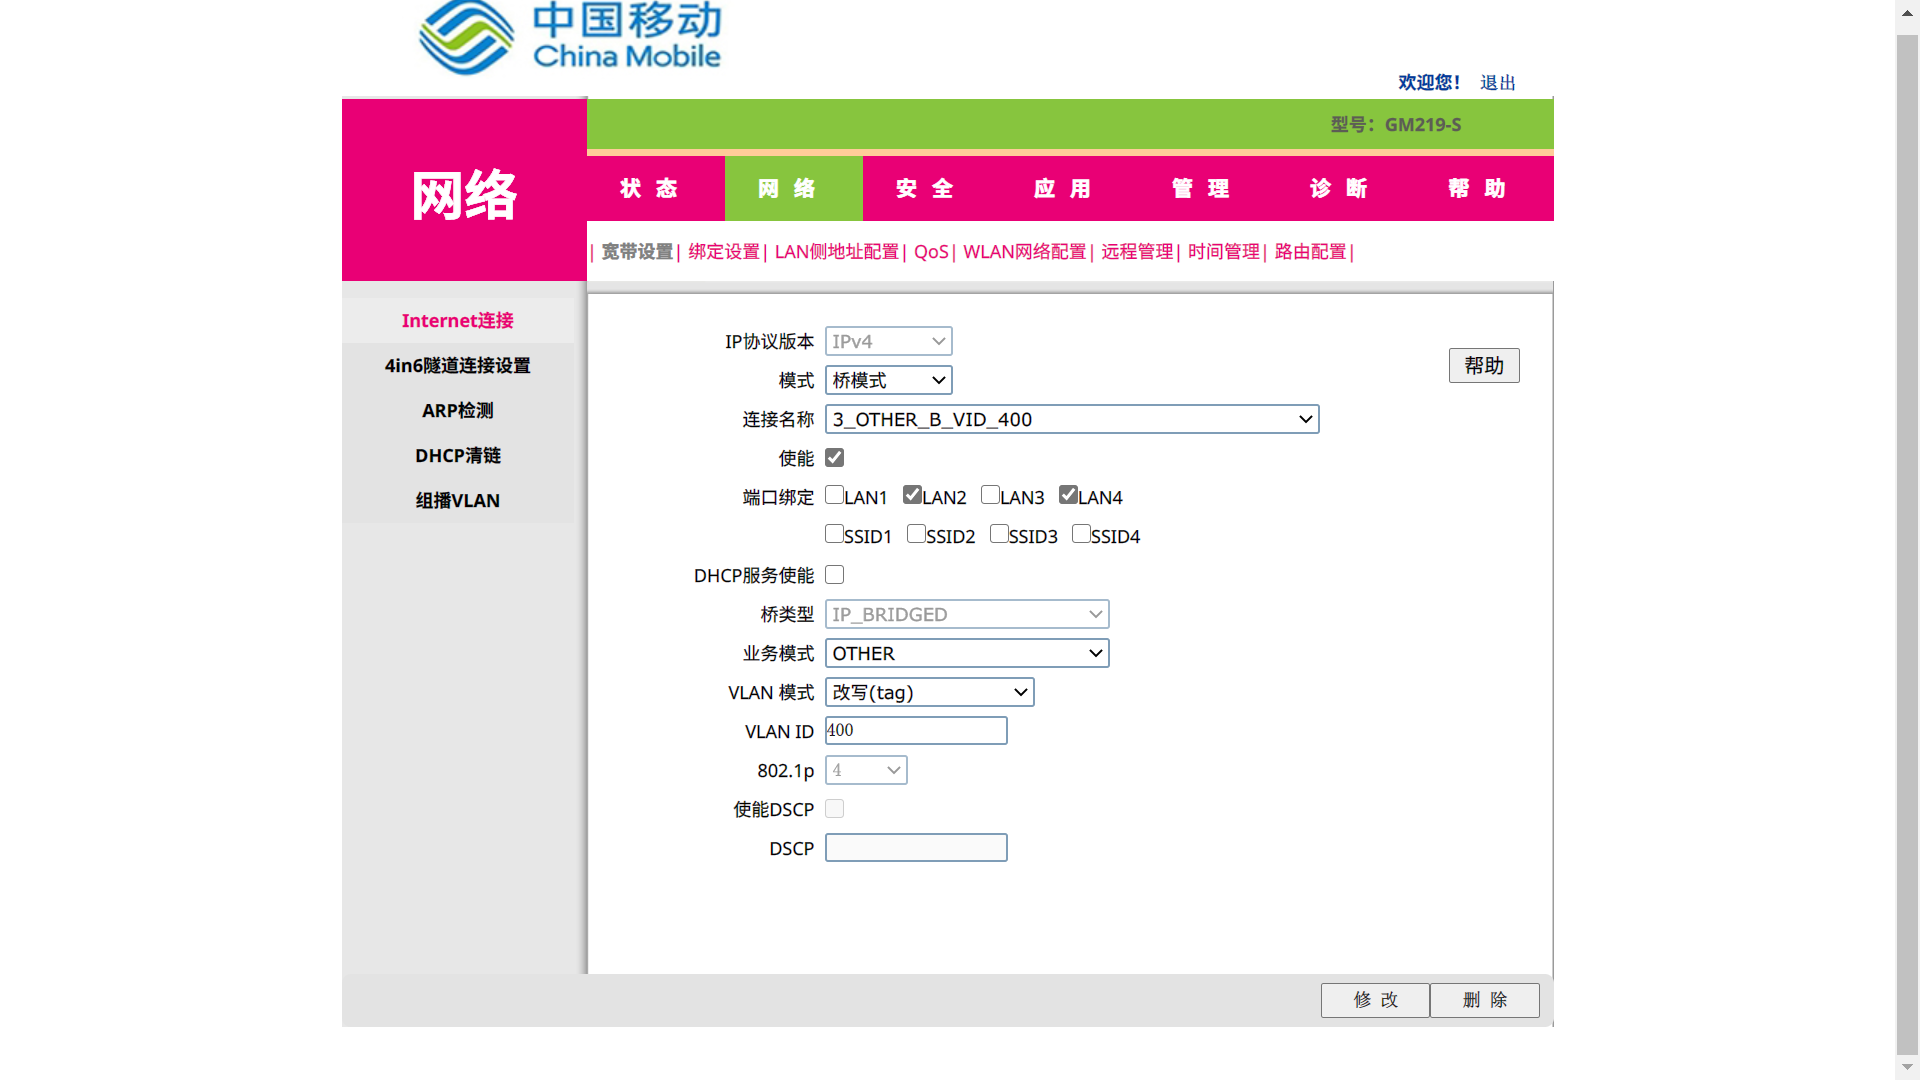 中国移动
China Mobile
欢迎您！ 退出
型号：GM219-S
网络
状 态 网 络 安 全 应 用 管 理 诊 断 帮 助
| 宽带设置| 绑定设置| LAN侧地址配置| QoS| WLAN网络配置| 远程管理| 时间管理| 路由配置|
Internet连接
4in6隧道连接设置
ARP检测
DHCP清链
组播VLAN
IP协议版本 IPv4
帮助
模式 桥模式
连接名称 3_OTHER_B_VID_400
使能
端口绑定 LAN1 LAN2 LAN3 LAN4
SSID1 SSID2 SSID3 SSID4
DHCP服务使能
桥类型 IP_BRIDGED
业务模式 OTHER
VLAN 模式 改写(tag)
VLAN ID 400
802.1p 4
使能DSCP
DSCP
修 改 删 除